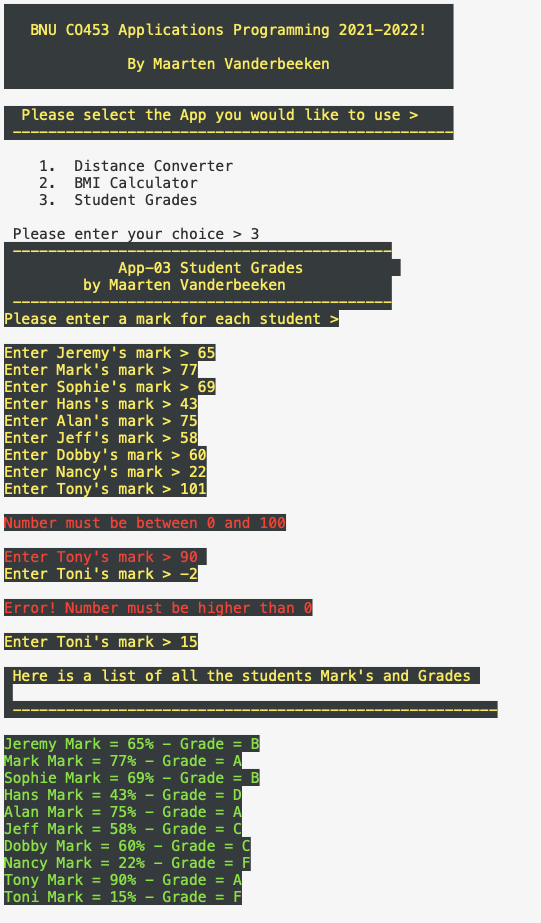 BNU CO453 Applications Programming 2021-2022!
By Maarten Vanderbeeken
Please select the App you would like to use >
--------------------------------------------------
1. Distance Converter
2. BMI Calculator
3. Student Grades
Please enter your choice > 3
-------------------------------------------
App-03 Student Grades
by Maarten Vanderbeeken
-------------------------------------------
Please enter a mark for each student >
Enter Jeremy's mark > 65
Enter Mark's mark > 77
Enter Sophie's mark > 69
Enter Hans's mark > 43
Enter Alan's mark > 75
Enter Jeff's mark > 58
Enter Dobby's mark > 60
Enter Nancy's mark > 22
Enter Tony's mark > 101
Number must be between 0 and 100
Enter Tony's mark > 90
Enter Toni's mark > -2
Error! Number must be higher than 0
Enter Toni's mark > 15
Here is a list of all the students Mark's and Grades
-------------------------------------------------------
Jeremy Mark = 65% - Grade = B
Mark Mark = 77% - Grade = A
Sophie Mark = 69% - Grade = B
Hans Mark = 43% - Grade = D
Alan Mark = 75% - Grade = A
Jeff Mark = 58% - Grade = C
Dobby Mark = 60% - Grade = C
Nancy Mark = 22% - Grade = F
Tony Mark = 90% - Grade = A
Toni Mark = 15% - Grade = F